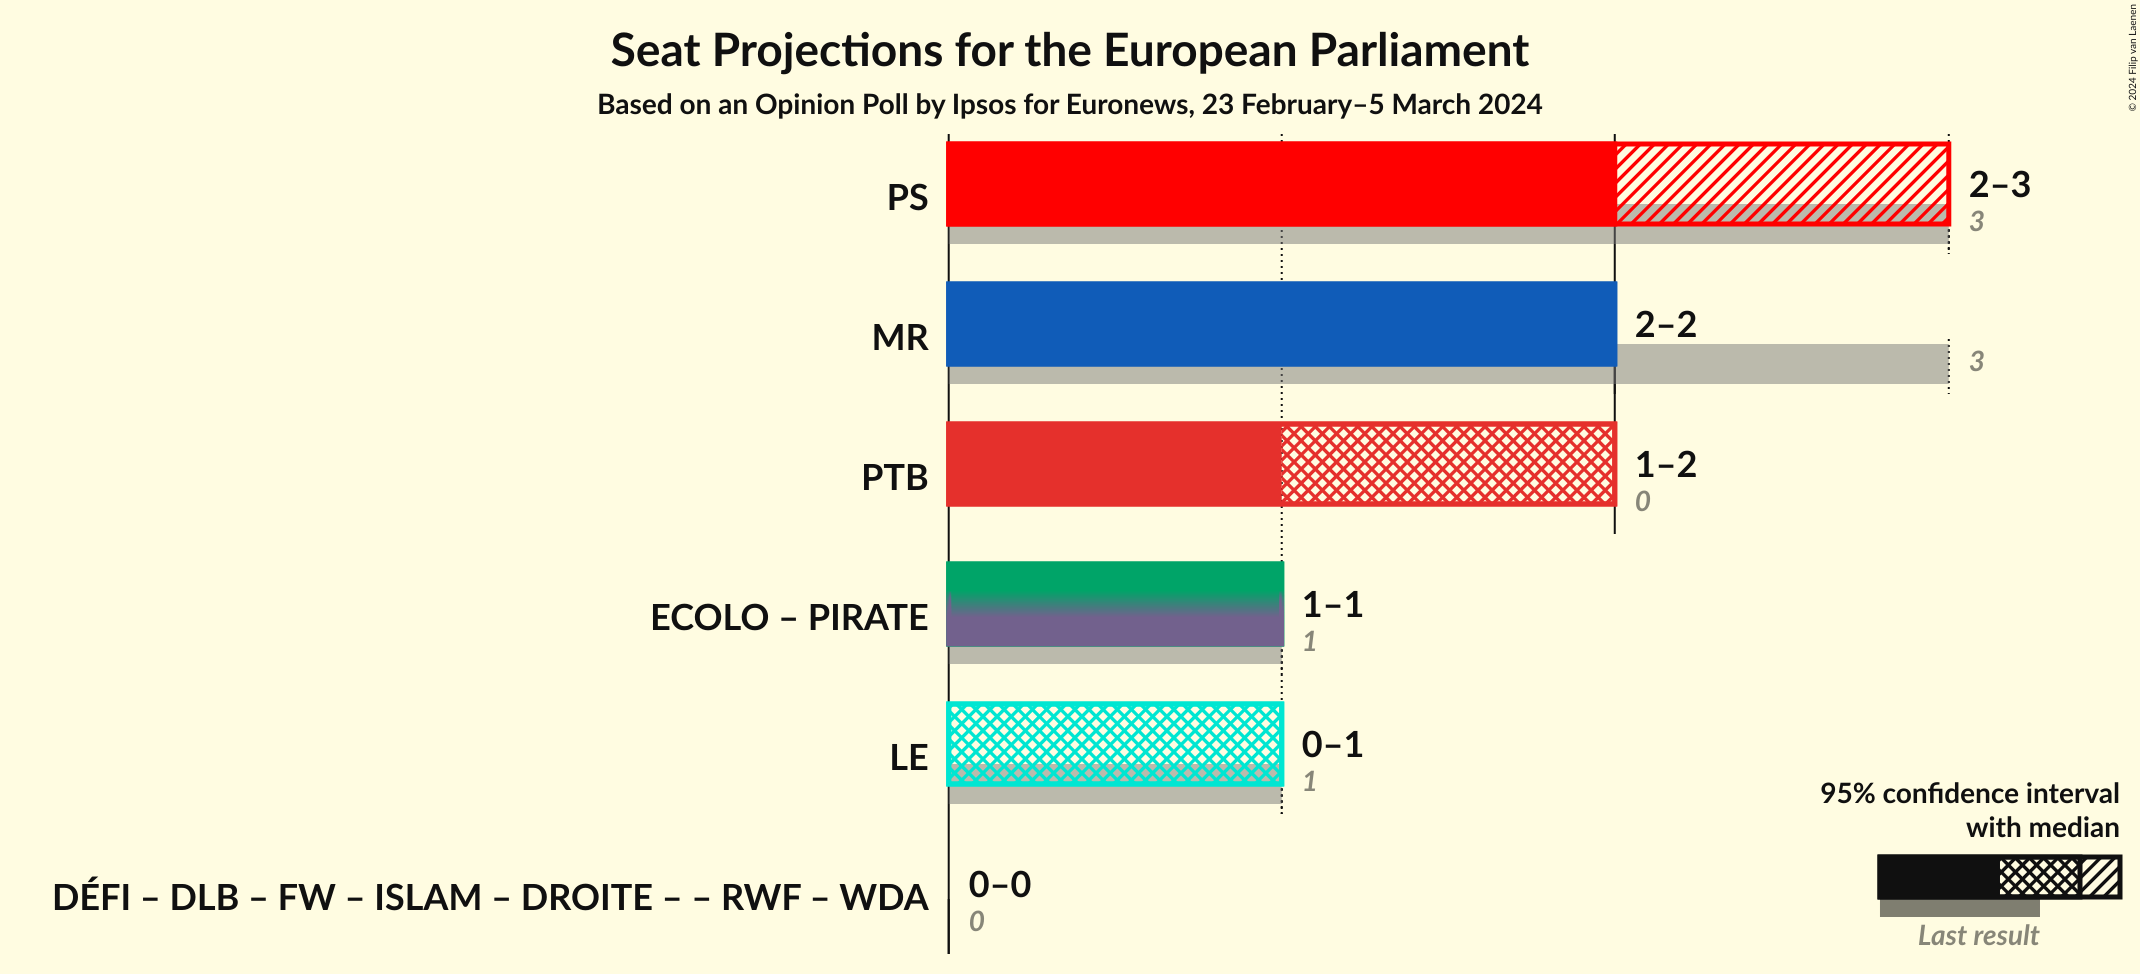 Seat Projections for the European Parliament
Based on an Opinion Poll by Ipsos for Euronews, 23 February–5 March 2024
© 2024 Filip van Laenen
PS
2–3
3
MR
2–2
3
PTB
1–2
0
ECOLO – PIRATE
1–1
1
LE
0–1
1
DÉFI – DLB – FW – ISLAM – DROITE – – RWF – WDA
0–0
0
95% confidence interval
with median
Last result